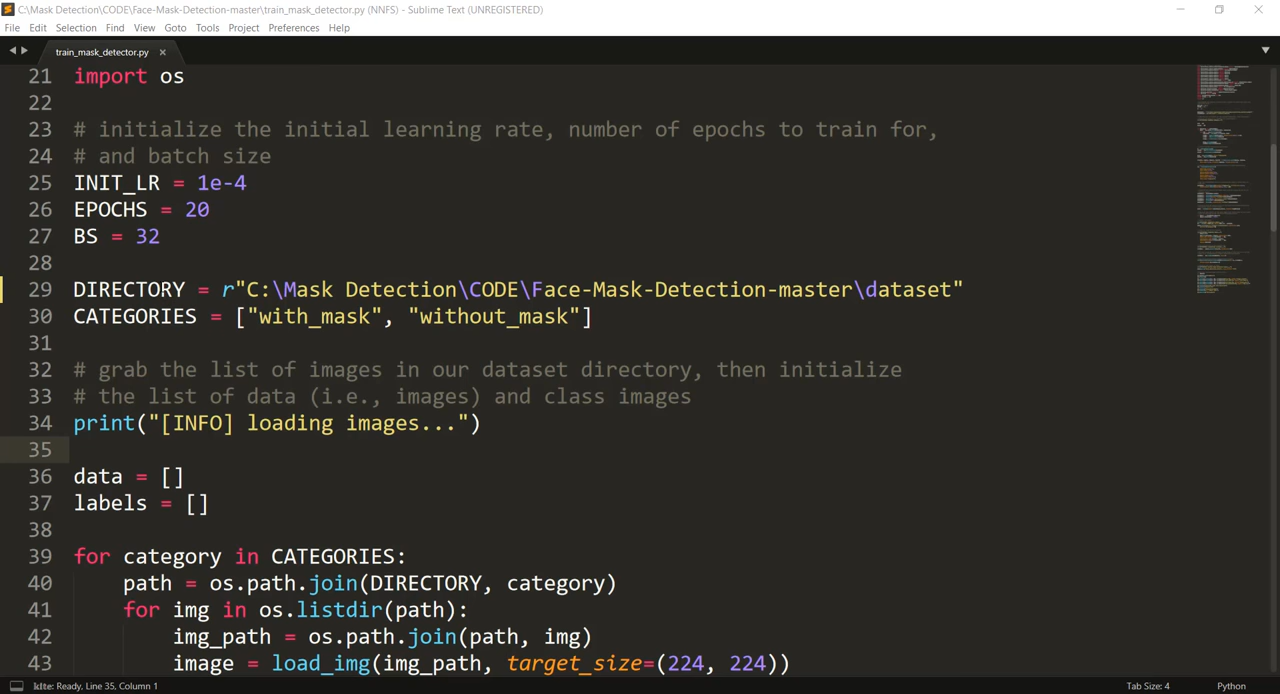 C:\Mask Detection\CODE\Face-Mask-Detection-master\train_mask_detector.py (NNFS) - Sublime Text (UNREGISTERED)
File Edit Selection Find View Goto Tools Project Preferences Help
train_mask_detector.py
21 import os
22
23 # initialize the initial learning rate, number of epochs to train for,
24 # and batch size
25 INIT_LR = 1e-4
26 EPOCHS = 20
27 BS = 32
28
29 DIRECTORY = r"C:\Mask Detection\CODE\Face-Mask-Detection-master\dataset"
30 CATEGORIES = ["with_mask", "without_mask"]
31
32 # grab the list of images in our dataset directory, then initialize
33 # the list of data (i.e., images) and class images
34 print("[INFO] loading images...")
35
36 data = []
37 labels = []
38
39 for category in CATEGORIES:
40 path = os.path.join(DIRECTORY, category)
41 for img in os.listdir(path):
42 img_path = os.path.join(path, img)
43 image = load_img(img_path, target_size=(224, 224))
Ready, Line 35, Column 1 Tab Size: 4 Python